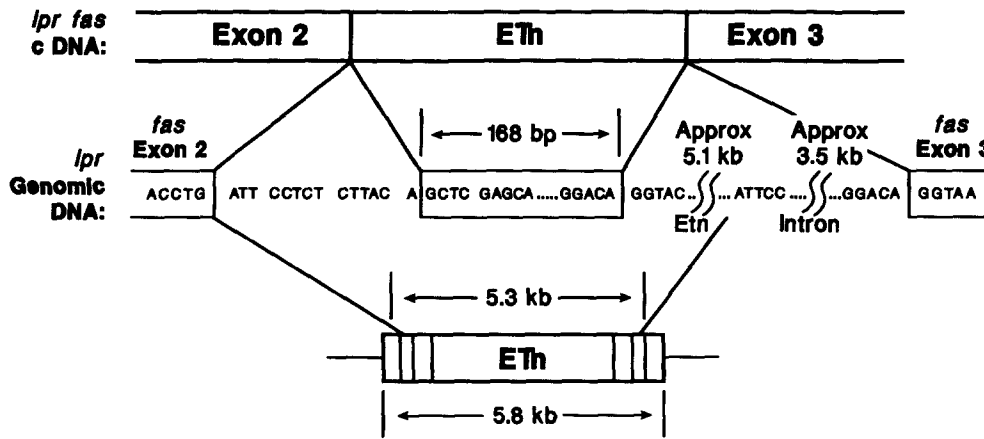 lpr fas
c DNA:
Exon 2 ETn Exon 3
fas
Exon 2
168 bp
Approx
5.1 kb
Approx
3.5 kb
fas
Exon 3
lpr
Genomic
DNA:
ACCTG ATT CCTCT CTTAC A GCTC GAGCA.....GGACA GGTAC.. ...ATTCC.... ...GGACA GGTAA
Etn Intron
5.3 kb
ETn
5.8 kb